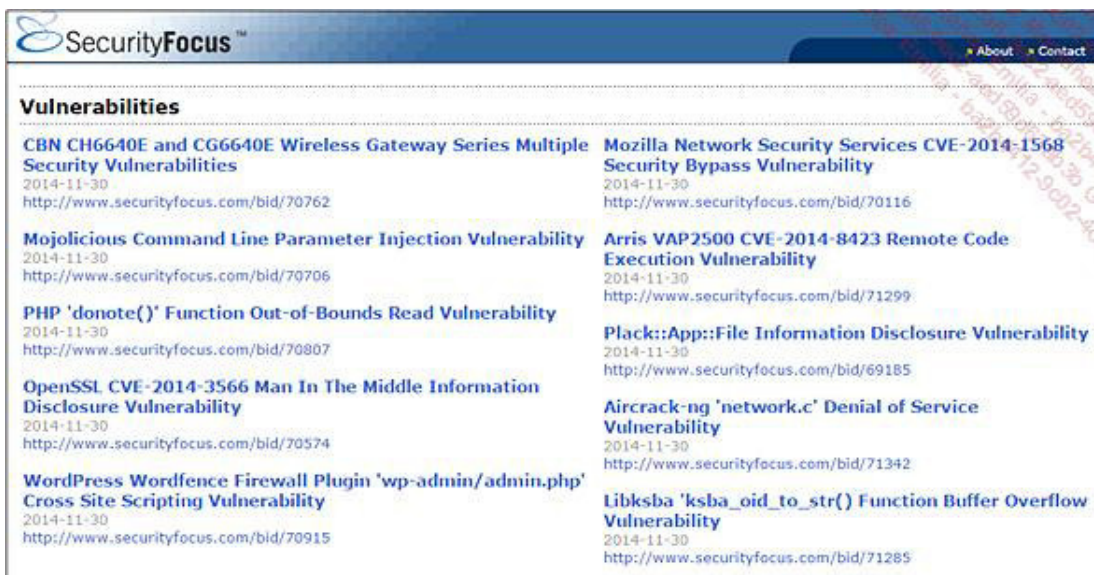 SecurityFocus™
About
Contact
Vulnerabilities
CBN CH6640E and CG6640E Wireless Gateway Series Multiple
Security Vulnerabilities
2014-11-30
http://www.securityfocus.com/bid/70762
Mojolicious Command Line Parameter Injection Vulnerability
2014-11-30
http://www.securityfocus.com/bid/70706
PHP 'donote()' Function Out-of-Bounds Read Vulnerability
2014-11-30
http://www.securityfocus.com/bid/70807
OpenSSL CVE-2014-3566 Man In The Middle Information
Disclosure Vulnerability
2014-11-30
http://www.securityfocus.com/bid/70574
WordPress Wordfence Firewall Plugin 'wp-admin/admin.php'
Cross Site Scripting Vulnerability
2014-11-30
http://www.securityfocus.com/bid/70915
Mozilla Network Security Services CVE-2014-1568
Security Bypass Vulnerability
2014-11-30
http://www.securityfocus.com/bid/70116
Arris VAP2500 CVE-2014-8423 Remote Code
Execution Vulnerability
2014-11-30
http://www.securityfocus.com/bid/71299
Plack::App::File Information Disclosure Vulnerability
2014-11-30
http://www.securityfocus.com/bid/69185
Aircrack-ng 'network.c' Denial of Service
Vulnerability
2014-11-30
http://www.securityfocus.com/bid/71342
Libksba 'ksba_oid_to_str() Function Buffer Overflow
Vulnerability
2014-11-30
http://www.securityfocus.com/bid/71285